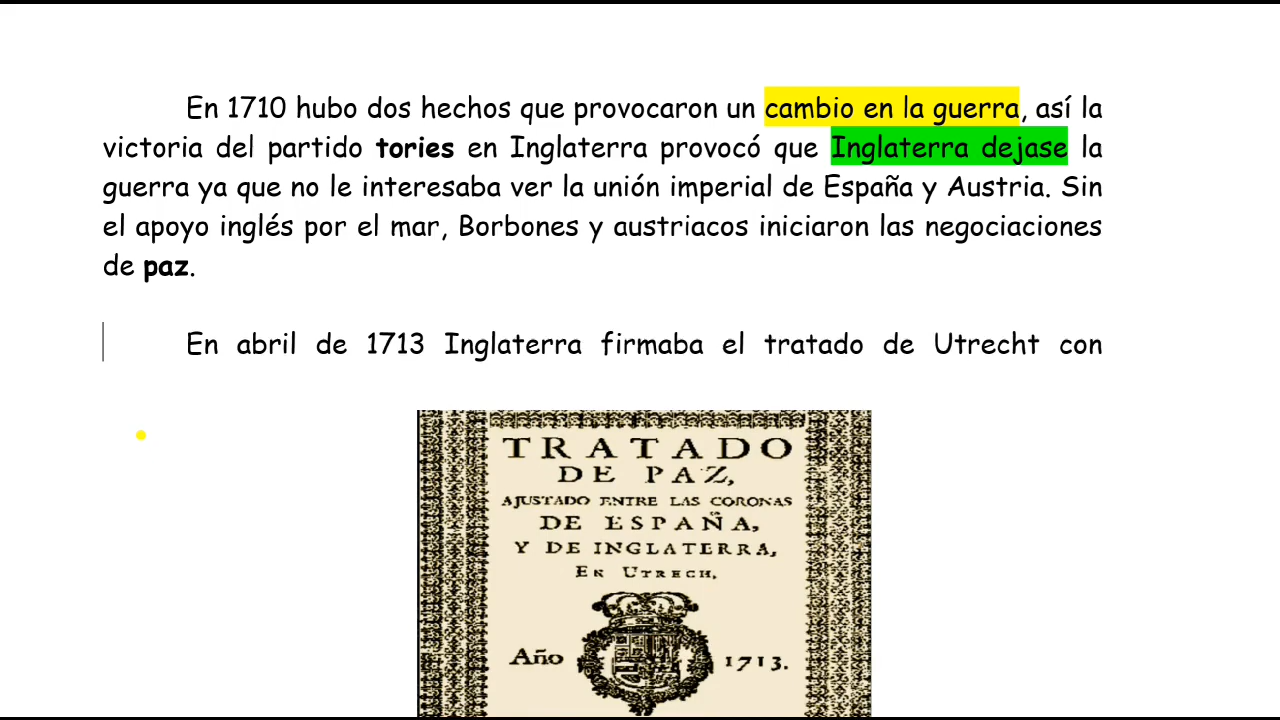 En 1710 hubo dos hechos que provocaron un cambio en la guerra, así la
victoria del partido tories en Inglaterra provocó que Inglaterra dejase la
guerra ya que no le interesaba ver la unión imperial de España y Austria. Sin
el apoyo inglés por el mar, Borbones y austriacos iniciaron las negociaciones
de paz.
En abril de 1713 Inglaterra firmaba el tratado de Utrecht con
TRATADO
DE PAZ,
AJUSTADO ENTRE LAS CORONAS
DE ESPAÑA,
Y DE INGLATERRA,
EN UTRECH,
Año 1713.